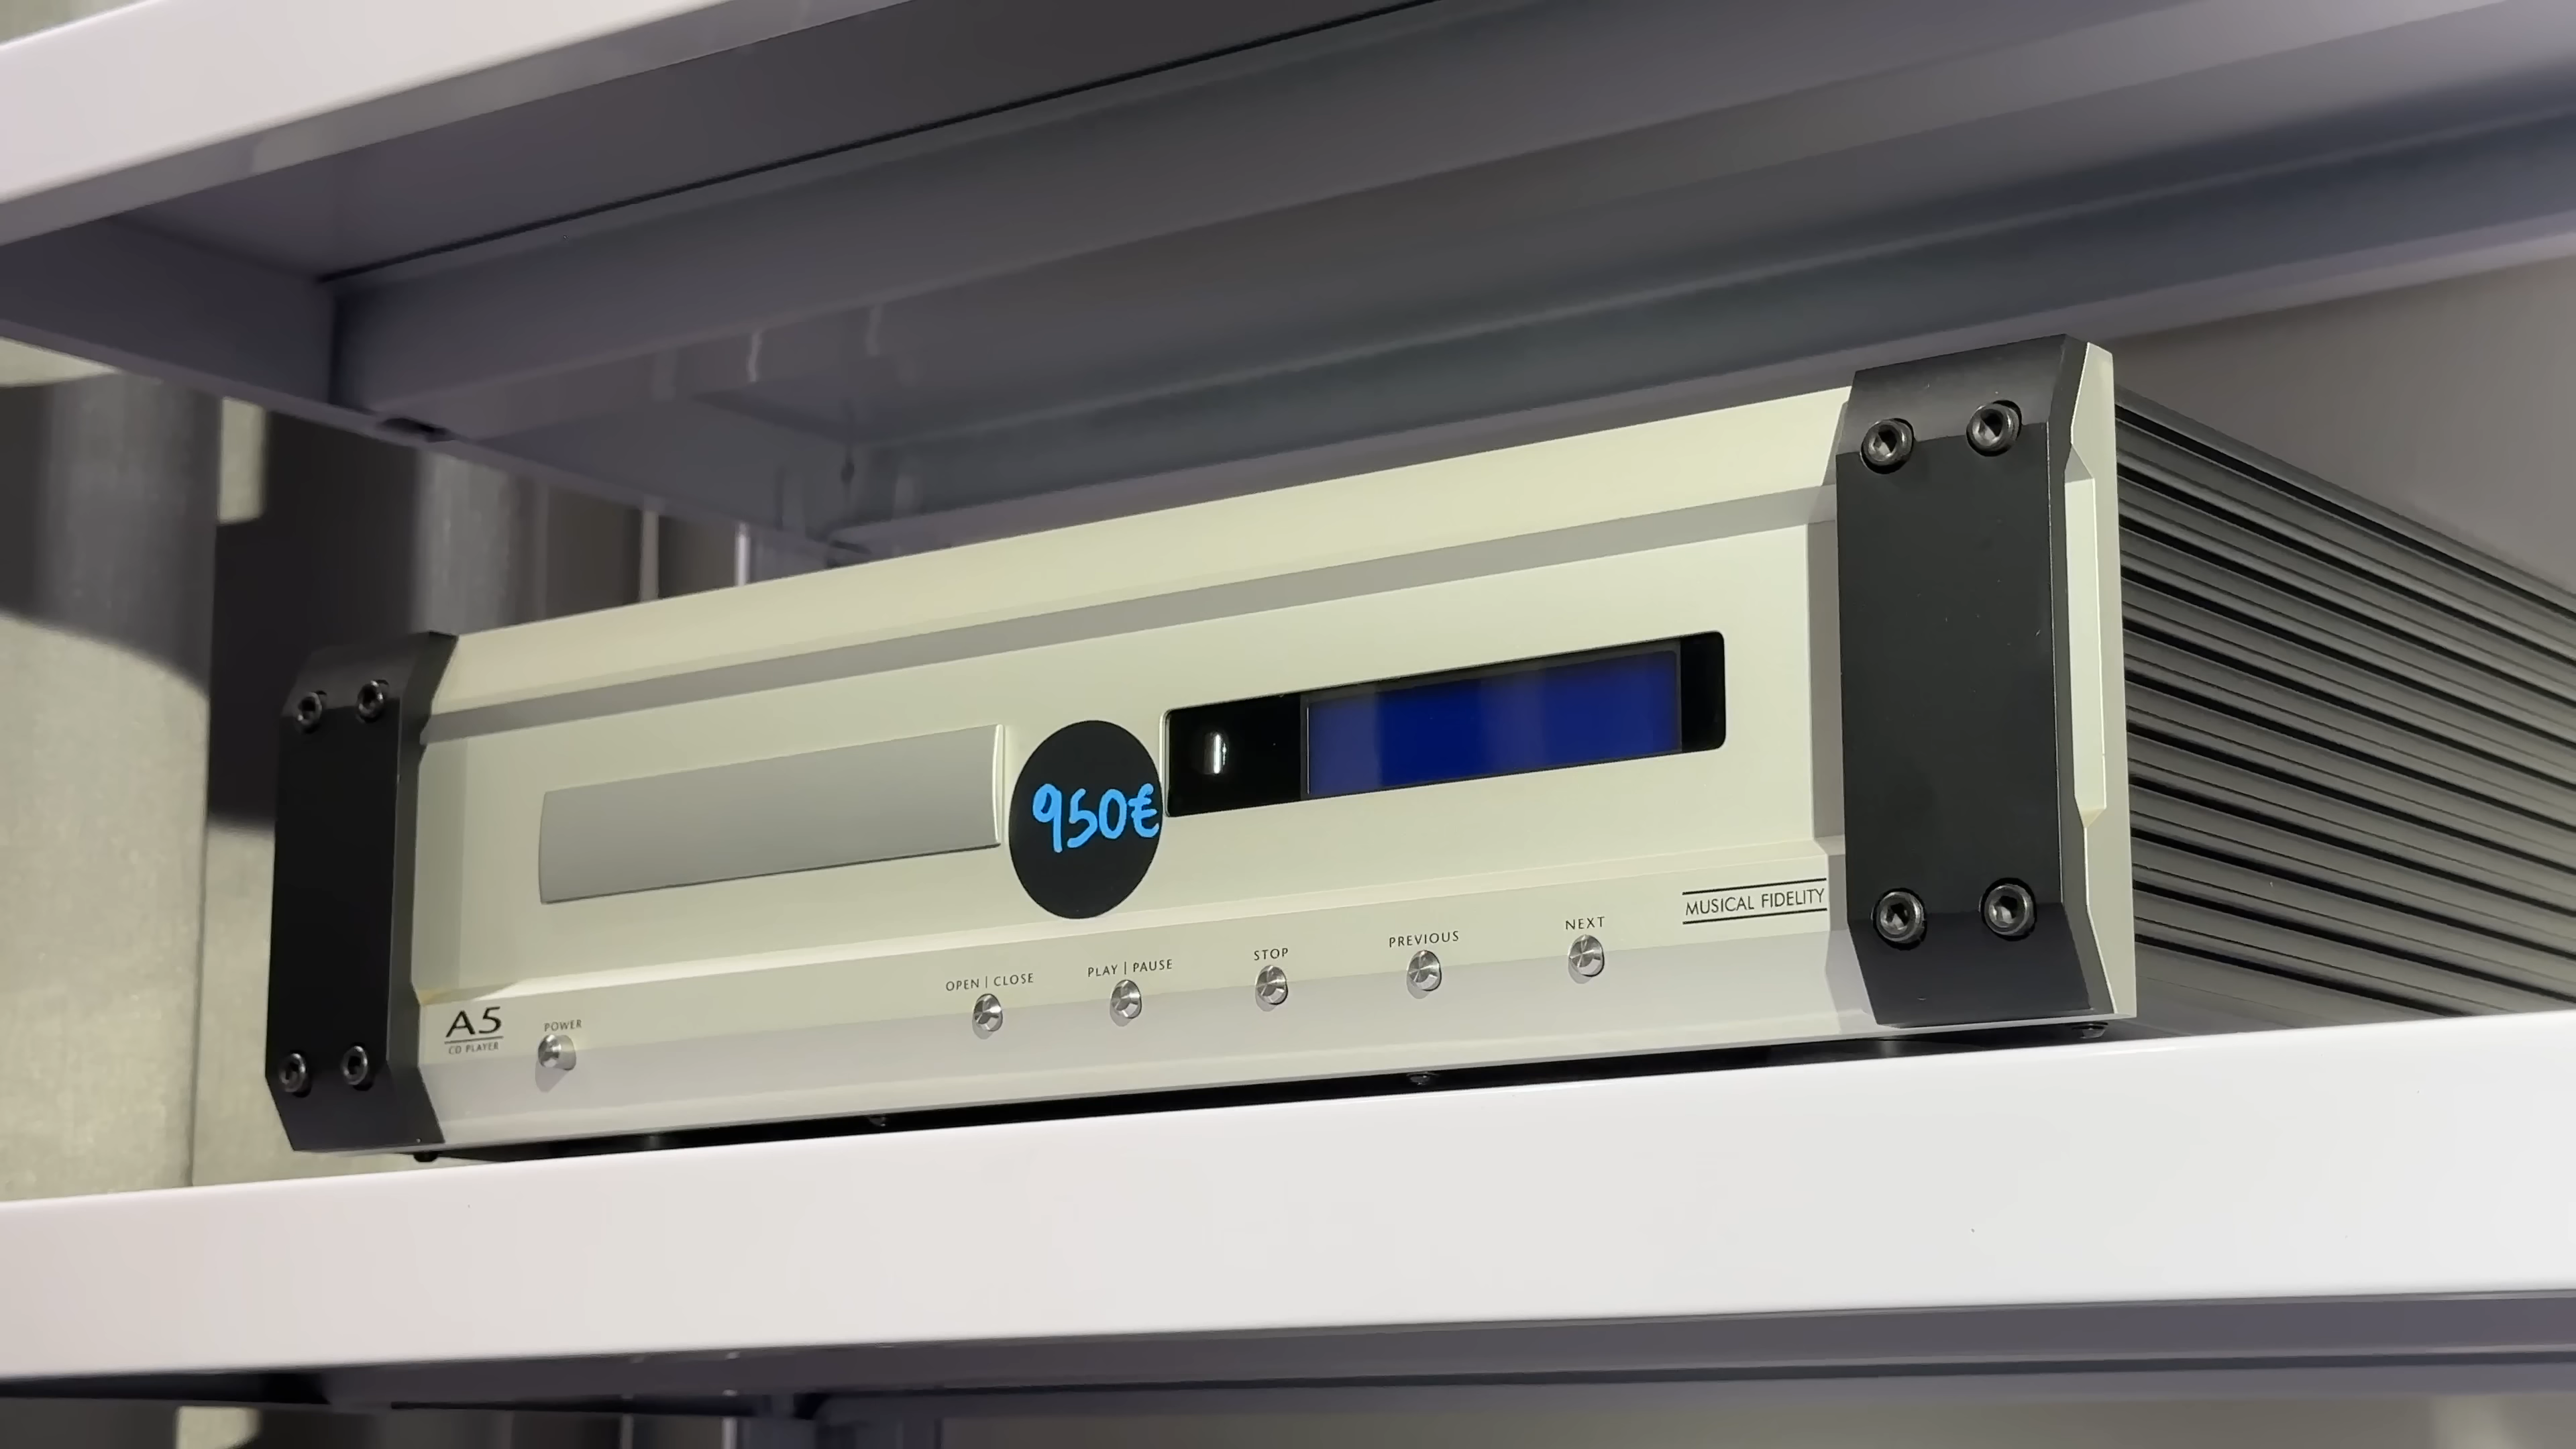 950€
MUSICAL FIDELITY
A5
CD PLAYER
POWER
OPEN | CLOSE
PLAY | PAUSE
STOP
PREVIOUS
NEXT